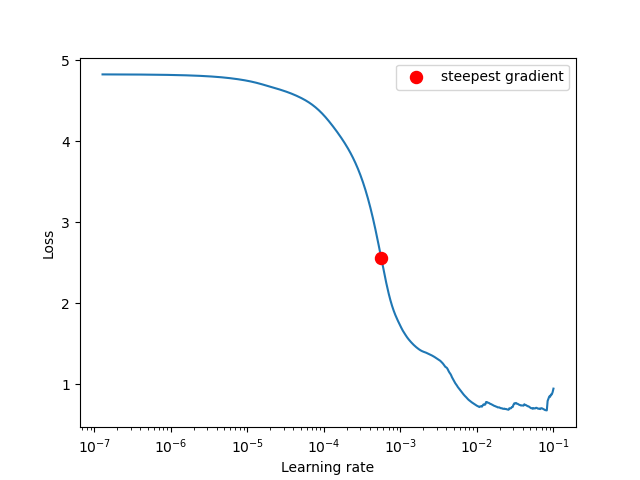 steepest gradient
5
4
3
2
1
Loss
10⁻⁷ 10⁻⁶ 10⁻⁵ 10⁻⁴ 10⁻³ 10⁻² 10⁻¹
Learning rate